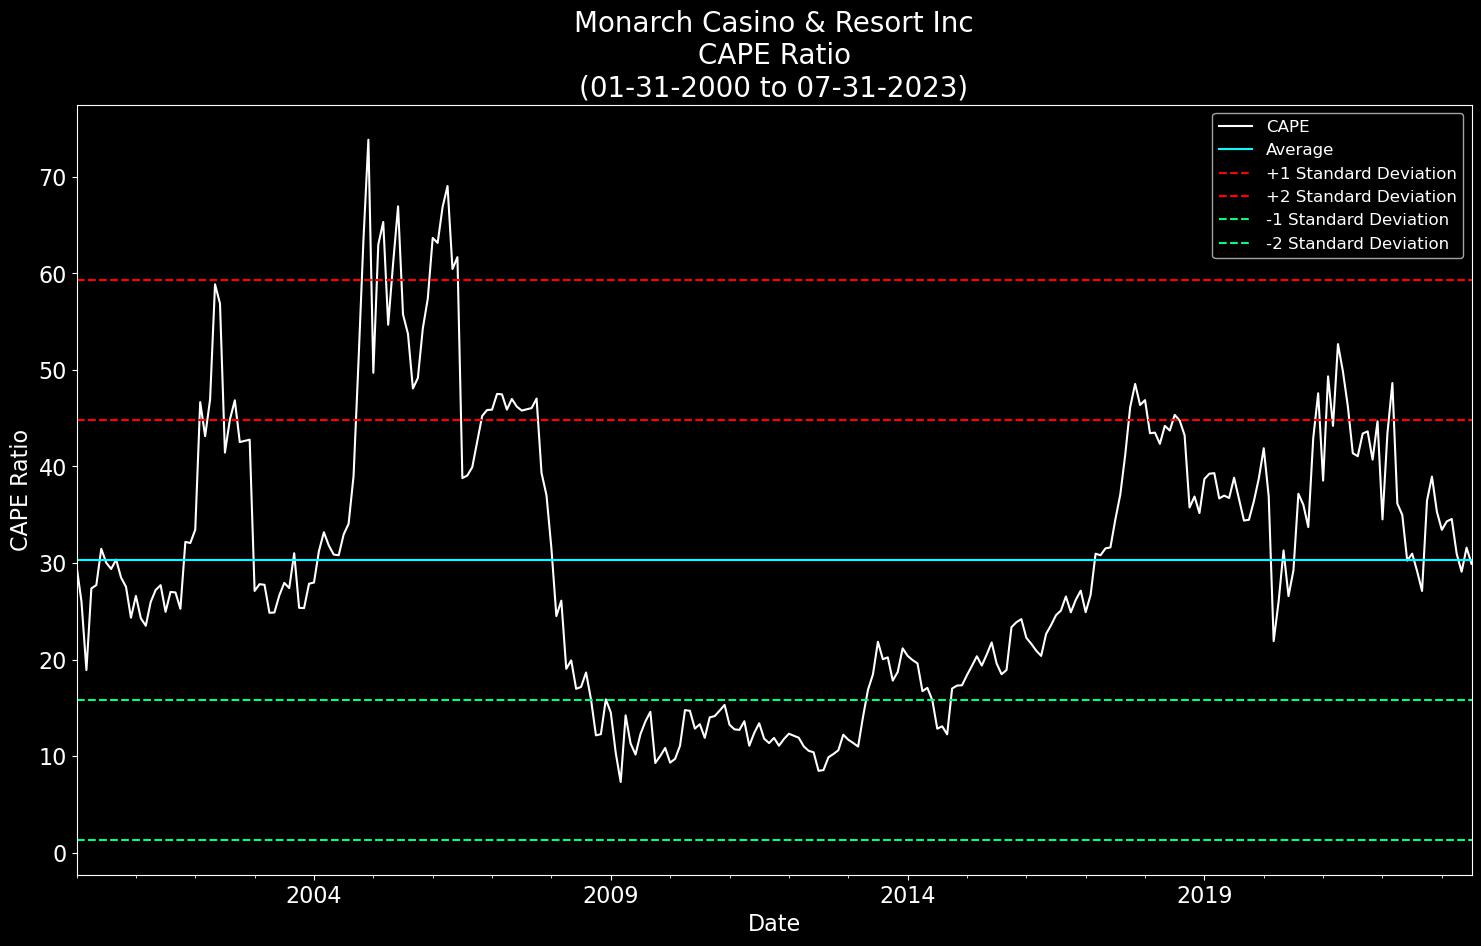 Monarch Casino & Resort Inc
CAPE Ratio
(01-31-2000 to 07-31-2023)
CAPE
Average
+1 Standard Deviation
+2 Standard Deviation
-1 Standard Deviation
-2 Standard Deviation
CAPE Ratio
70
60
50
40
30
20
10
0
2004
2009
2014
2019
Date